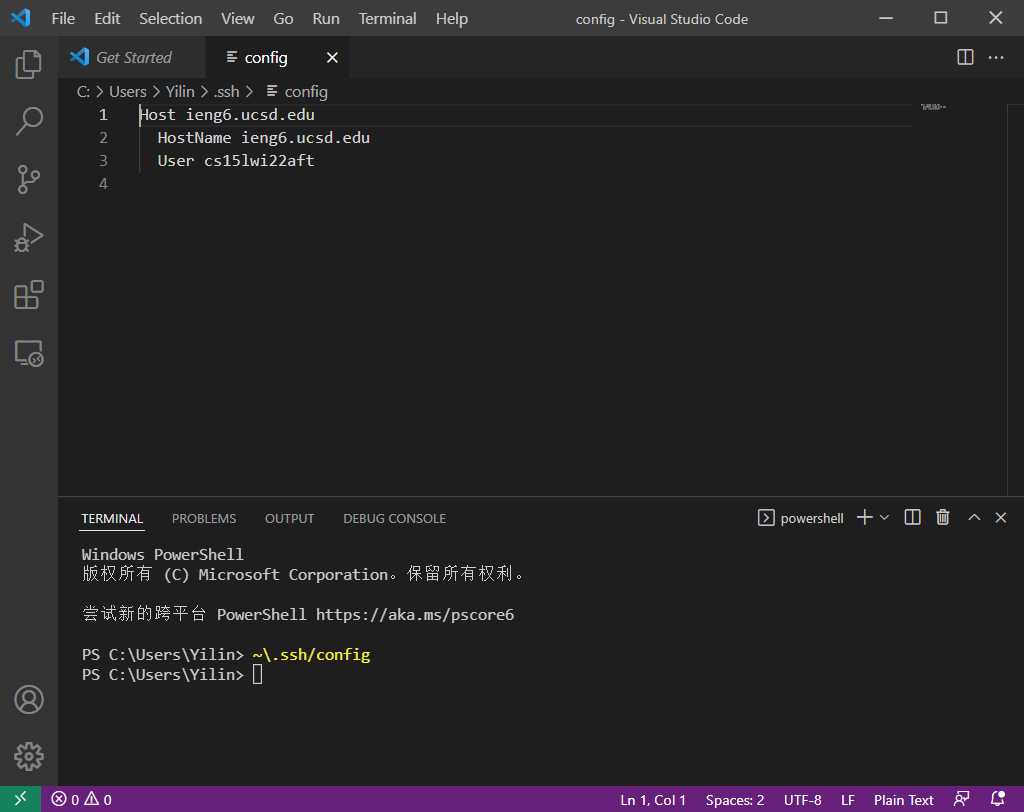 File Edit Selection View Go Run Terminal Help config - Visual Studio Code
Get Started config
C: > Users > Yilin > .ssh > config
1 Host ieng6.ucsd.edu
2 HostName ieng6.ucsd.edu
3 User cs15lwi22aft
4
TERMINAL PROBLEMS OUTPUT DEBUG CONSOLE powershell
Windows PowerShell
版权所有 (C) Microsoft Corporation。保留所有权利。
尝试新的跨平台 PowerShell https://aka.ms/pscore6
PS C:\Users\Yilin> ~\.ssh/config
PS C:\Users\Yilin>
0 0 Ln 1, Col 1 Spaces: 2 UTF-8 LF Plain Text